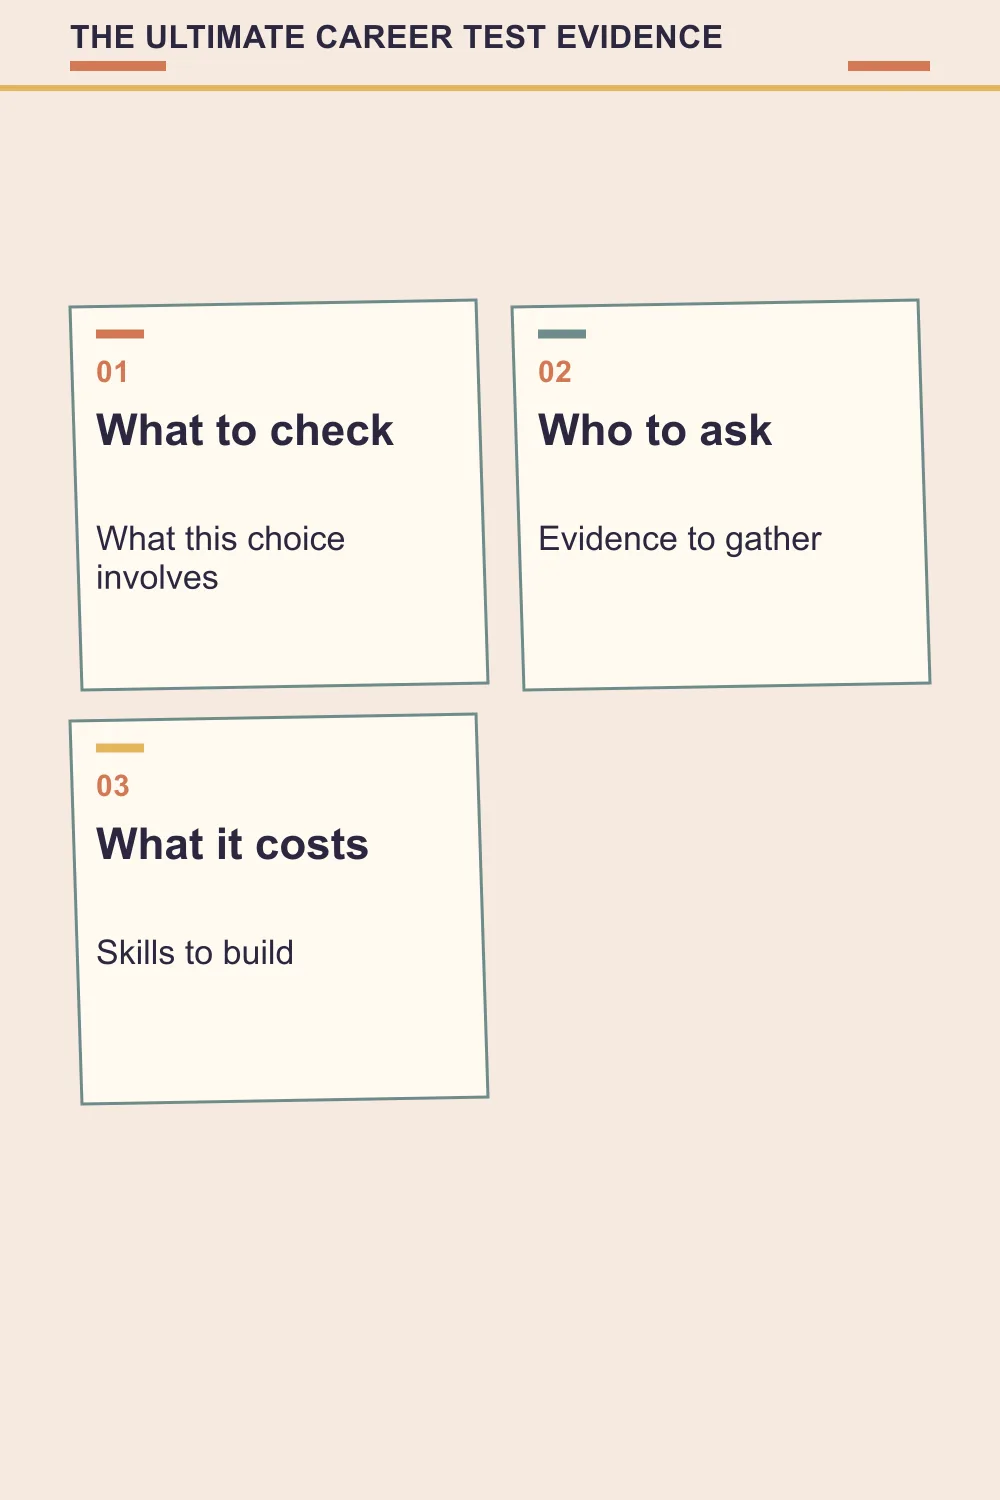 THE ULTIMATE CAREER TEST EVIDENCE
01
What to check
What this choice
involves
02
Who to ask
Evidence to gather
03
What it costs
Skills to build